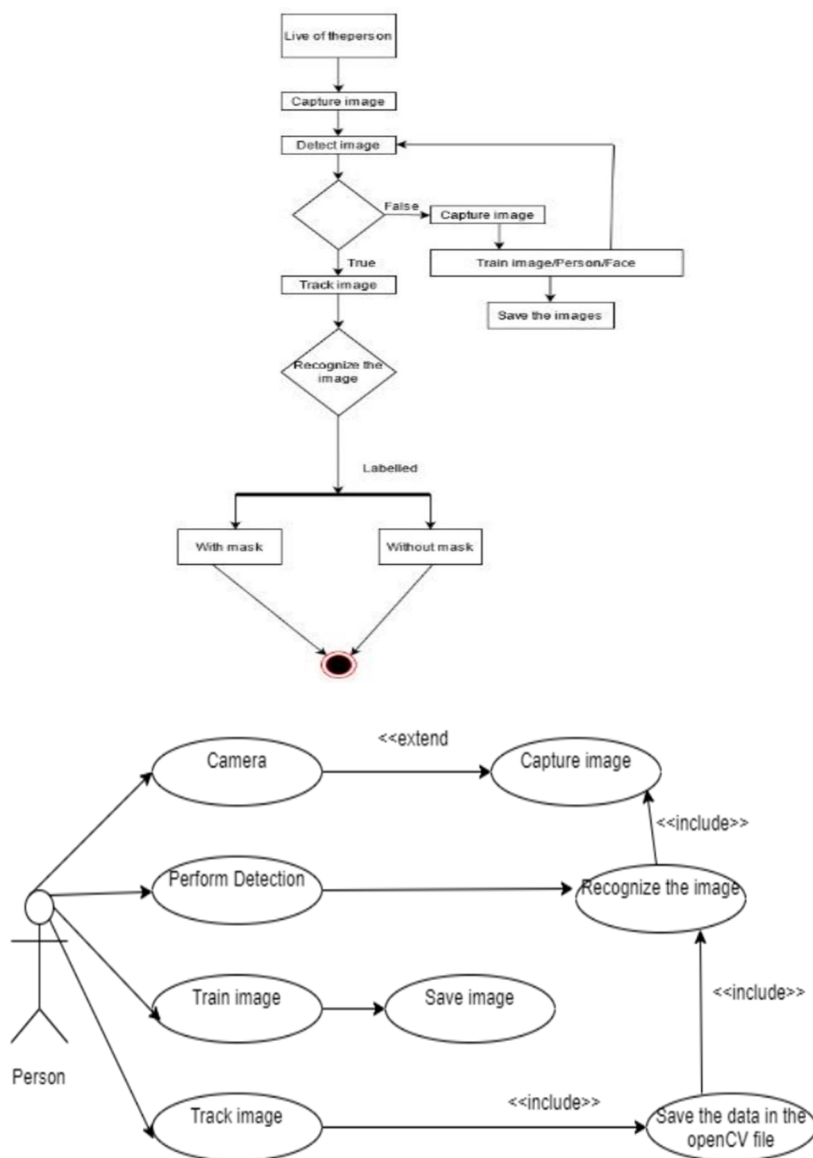 Live of theperson
Capture image
Detect image
False
Capture image
True
Train image/Person/Face
Track image
Save the images
Recognize the
image
Labelled
With mask
Without mask
<<extend
Camera
Capture image
<<include>>
Perform Detection
Recognize the image
<<include>>
Train image
Save image
Person
<<include>>
Track image
Save the data in the
openCV file